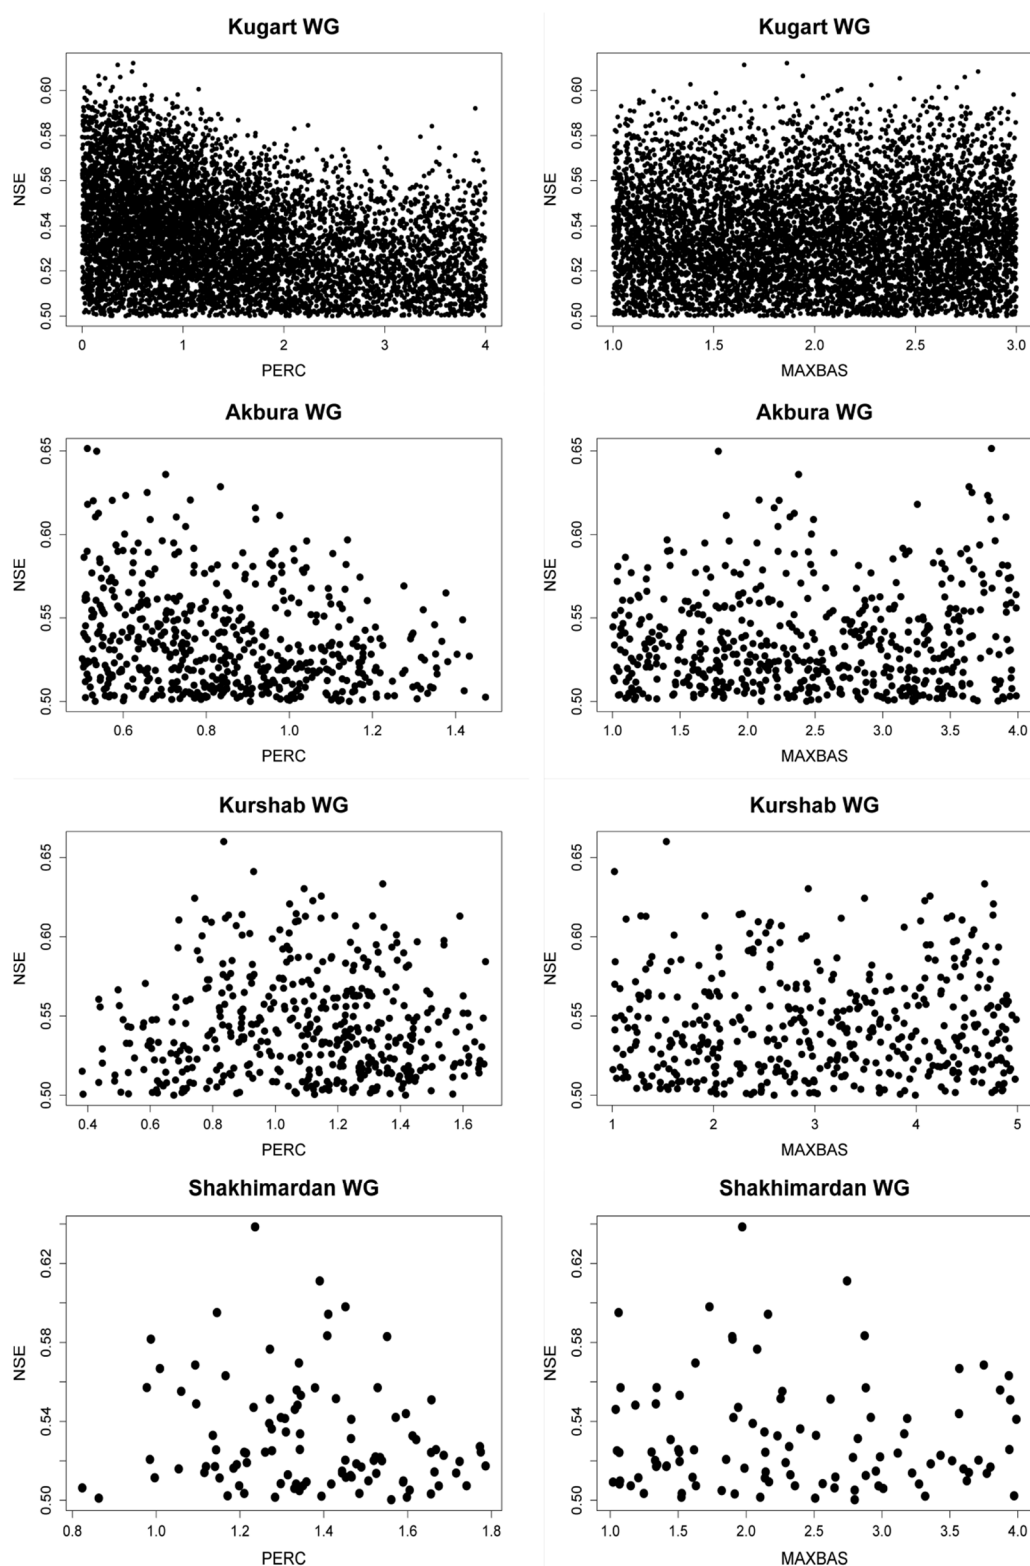 Kugart WG
NSE
0.50 0.52 0.54 0.56 0.58 0.60
0 1 2 3 4
PERC
Kugart WG
NSE
0.50 0.52 0.54 0.56 0.58 0.60
1.0 1.5 2.0 2.5 3.0
MAXBAS
Akbura WG
NSE
0.50 0.55 0.60 0.65
0.6 0.8 1.0 1.2 1.4
PERC
Akbura WG
NSE
0.50 0.55 0.60 0.65
1.0 1.5 2.0 2.5 3.0 3.5 4.0
MAXBAS
Kurshab WG
NSE
0.50 0.55 0.60 0.65
0.4 0.6 0.8 1.0 1.2 1.4 1.6
PERC
Kurshab WG
NSE
0.50 0.55 0.60 0.65
1 2 3 4 5
MAXBAS
Shakhimardan WG
NSE
0.50 0.54 0.58 0.62
0.8 1.0 1.2 1.4 1.6 1.8
PERC
Shakhimardan WG
NSE
0.50 0.54 0.58 0.62
1.0 1.5 2.0 2.5 3.0 3.5 4.0
MAXBAS